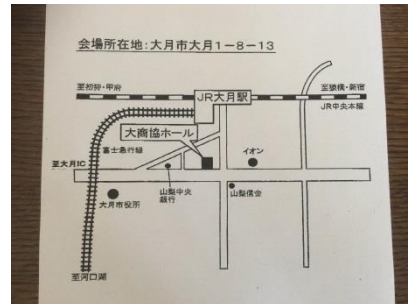 会場所在地：大月市大月1－8－13
至初狩・甲府
JR大月駅
至猿橋・新宿
JR中央本線
大商協ホール
富士急行線
至大月IC
イオン
大月市役所
山梨中央
銀行
山梨信金
至河口湖